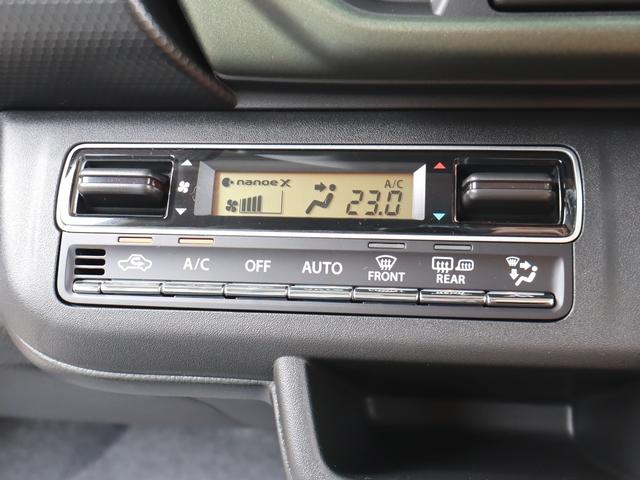 nanoe X
A/C
23.0
A/C
OFF
AUTO
FRONT
REAR